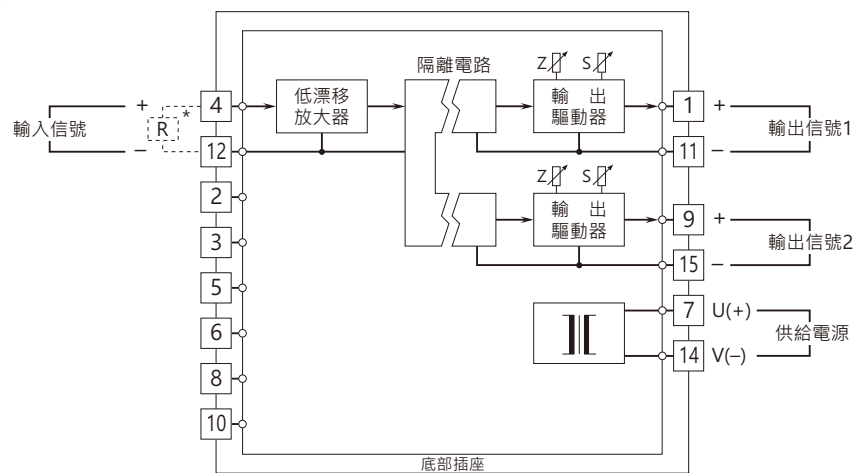 隔離電路
Z S
低漂移
放大器
輸 出
驅動器
4
1
+
+
*
R
輸入信號
輸出信號1
–
12
11
–
Z S
2
輸 出
驅動器
9
+
3
輸出信號2
15
–
5
7
U(+)
6
供給電源
14
V(–)
8
10
底部插座